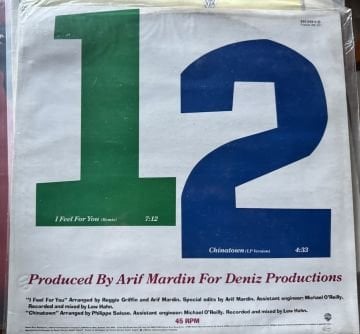 12
I Feel For You (Remix) 7:12
Chinatown (LP Version) 4:33
Produced By Arif Mardin For Deniz Productions
"I Feel For You" Arranged by Reggie Griffin and Arif Mardin. Special edits by Arif Mardin. Assistant engineer: Michael O'Reilly.
Recorded and mixed by Lew Hahn.
"Chinatown" Arranged by Philippe Saisse. Assistant engineer: Michael O'Reilly. Recorded and mixed by Lew Hahn.
45 RPM